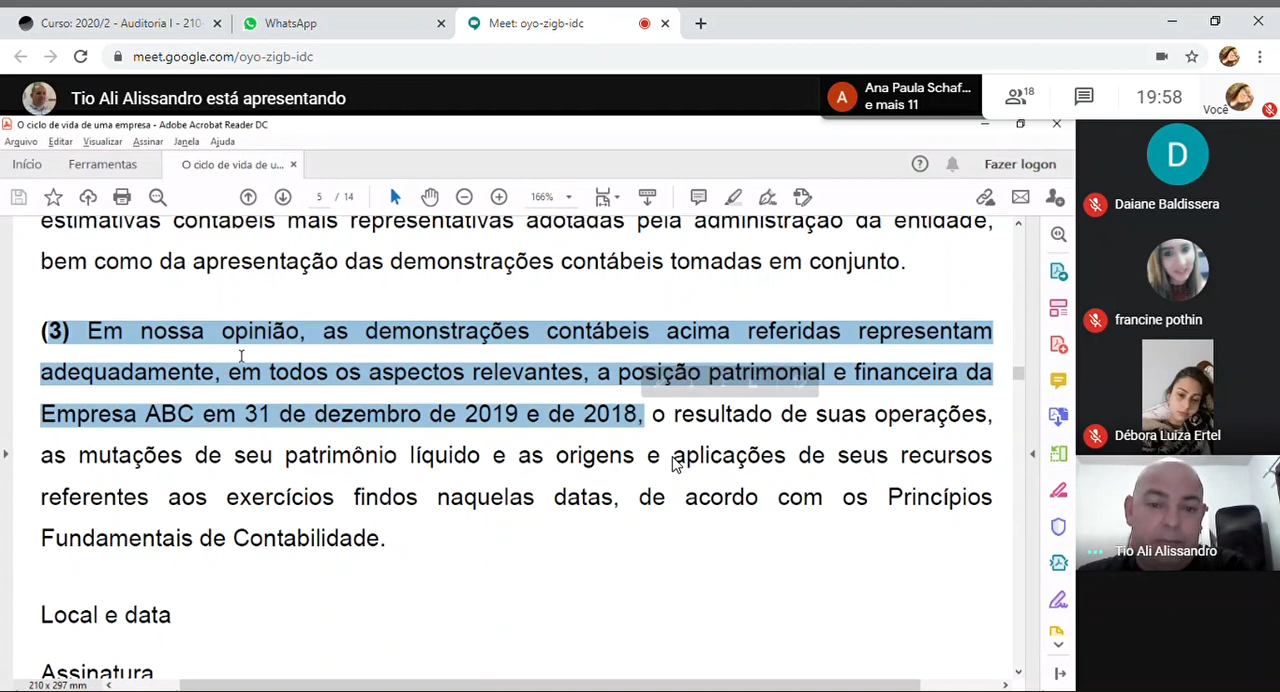 Curso: 2020/2 - Auditoria I - 210
WhatsApp
Meet: oyo-zigb-idc
meet.google.com/oyo-zigb-idc
Tio Ali Alissandro está apresentando
A
Ana Paula Schaf...
e mais 11
18
19:58
Você
O ciclo de vida de uma empresa - Adobe Acrobat Reader DC
Arquivo Editar Visualizar Assinar Janela Ajuda
Início Ferramentas O ciclo de vida de u... Fazer logon
5 / 14 166%
estimativas contábeis mais representativas adotadas pela administração da entidade,
bem como da apresentação das demonstrações contábeis tomadas em conjunto.
(3) Em nossa opinião, as demonstrações contábeis acima referidas representam
adequadamente, em todos os aspectos relevantes, a posição patrimonial e financeira da
Empresa ABC em 31 de dezembro de 2019 e de 2018, o resultado de suas operações,
as mutações de seu patrimônio líquido e as origens e aplicações de seus recursos
referentes aos exercícios findos naquelas datas, de acordo com os Princípios
Fundamentais de Contabilidade.
Local e data
Assinatura
210 x 297 mm
D
Daiane Baldissera
francine pothin
Débora Luíza Ertel
Tio Ali Alissandro